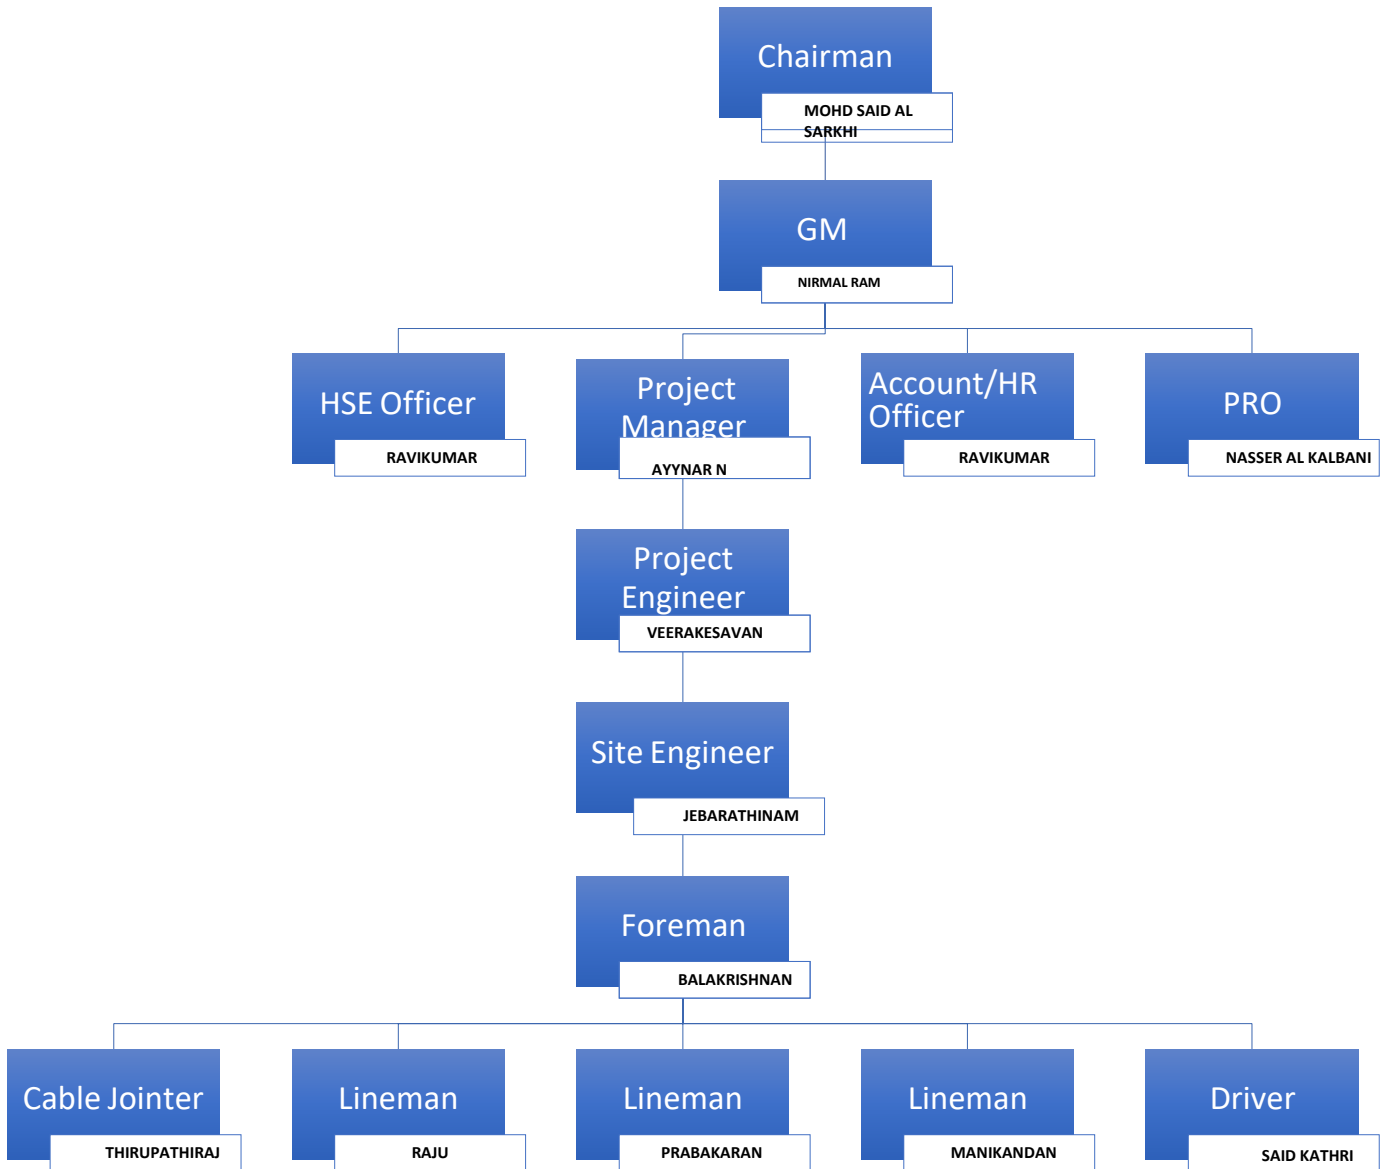 Chairman
MOHD SAID AL
SARKHI
GM
NIRMAL RAM
HSE Officer
RAVIKUMAR
Project
Manager
AYYNAR N
Account/HR
Officer
RAVIKUMAR
PRO
NASSER AL KALBANI
Project
Engineer
VEERAKESAVAN
Site Engineer
JEBARATHINAM
Foreman
BALAKRISHNAN
Cable Jointer
THIRUPATHIRAJ
Lineman
RAJU
Lineman
PRABAKARAN
Lineman
MANIKANDAN
Driver
SAID KATHRI